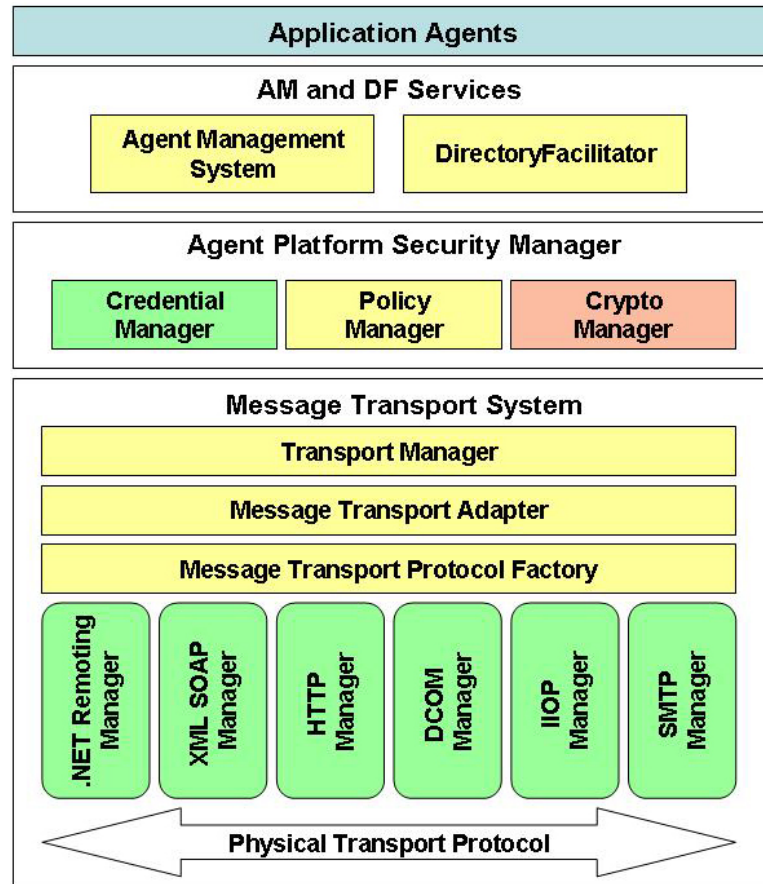 Application Agents
AM and DF Services
Agent Management
System
DirectoryFacilitator
Agent Platform Security Manager
Credential
Manager
Policy
Manager
Crypto
Manager
Message Transport System
Transport Manager
Message Transport Adapter
Message Transport Protocol Factory
.NET Remoting
Manager
XML SOAP
Manager
HTTP
Manager
DCOM
Manager
IIOP
Manager
SMTP
Manager
Physical Transport Protocol